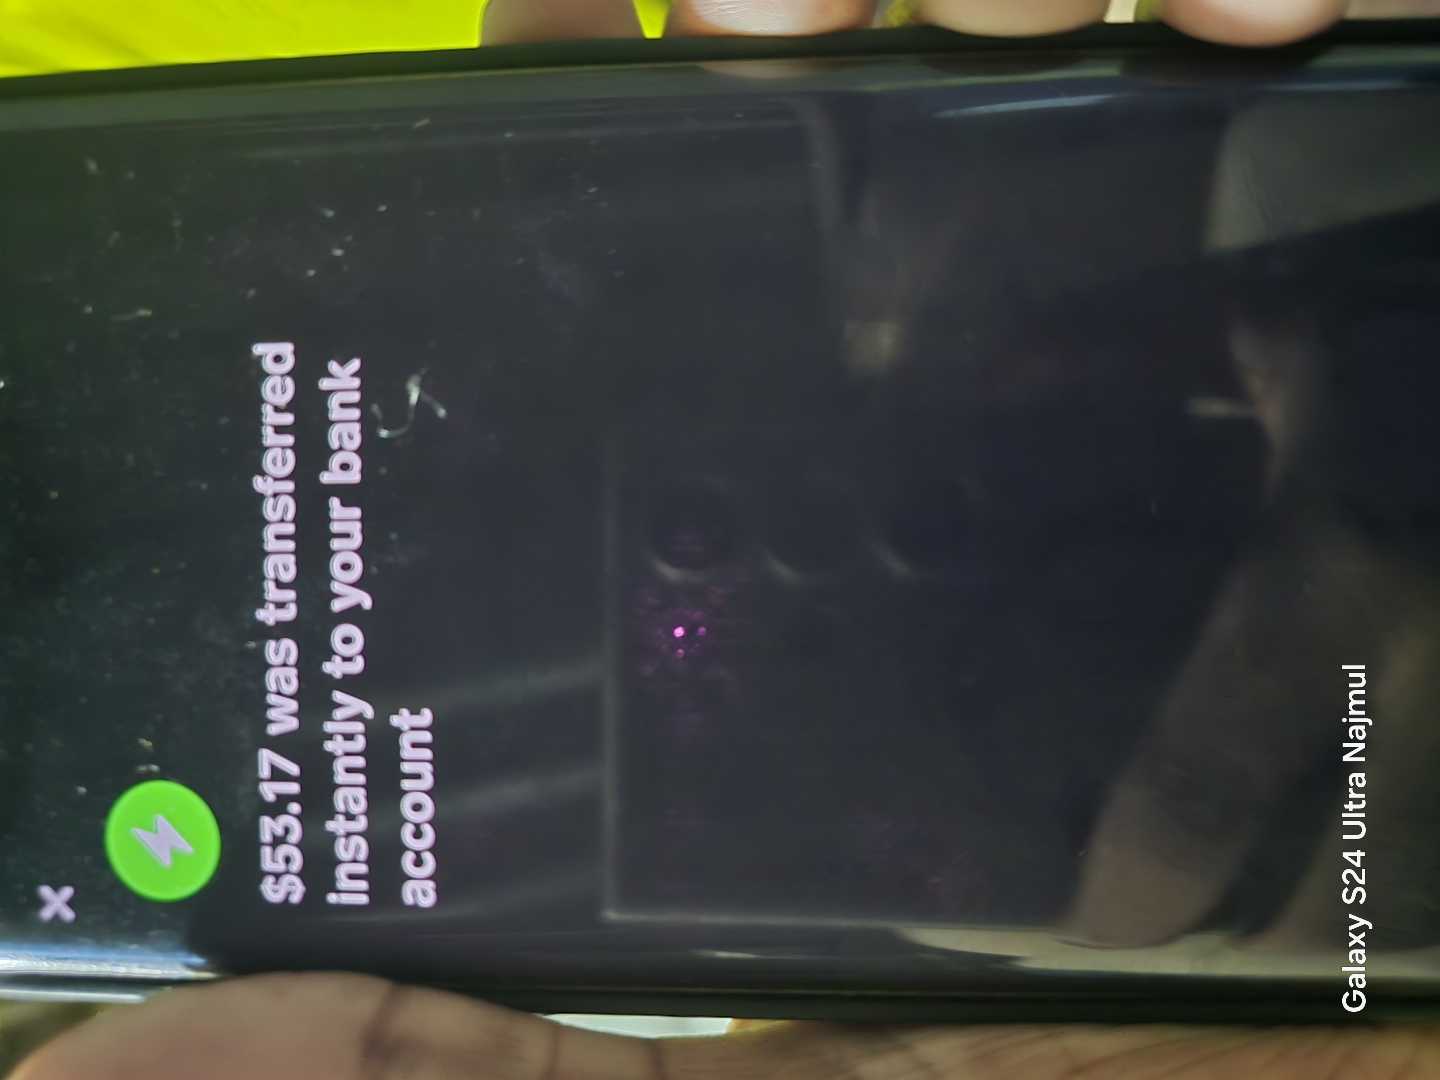 X
$53.17 was transferred
instantly to your bank
account
Galaxy S24 Ultra Najmul